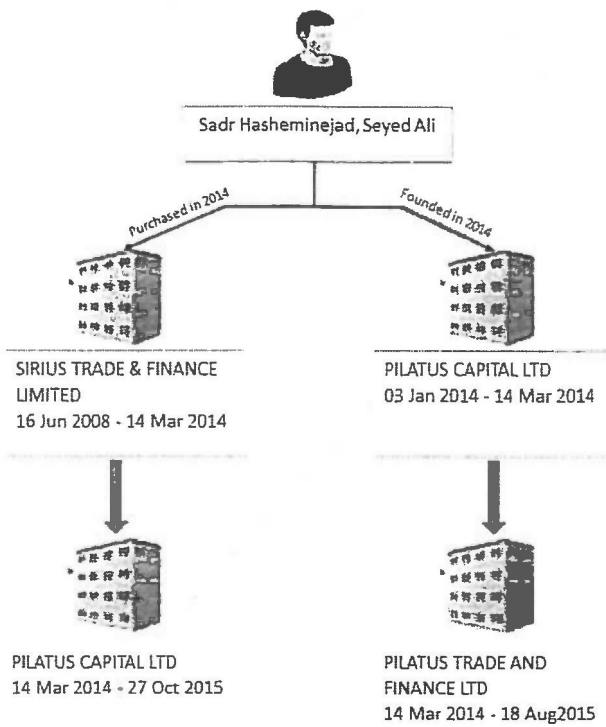 Sadr Hasheminejad, Seyed Ali
Purchased in 2014
Founded in 2014
SIRIUS TRADE & FINANCE
LIMITED
16 Jun 2008 - 14 Mar 2014
PILATUS CAPITAL LTD
03 Jan 2014 - 14 Mar 2014
PILATUS CAPITAL LTD
14 Mar 2014 - 27 Oct 2015
PILATUS TRADE AND
FINANCE LTD
14 Mar 2014 - 18 Aug2015